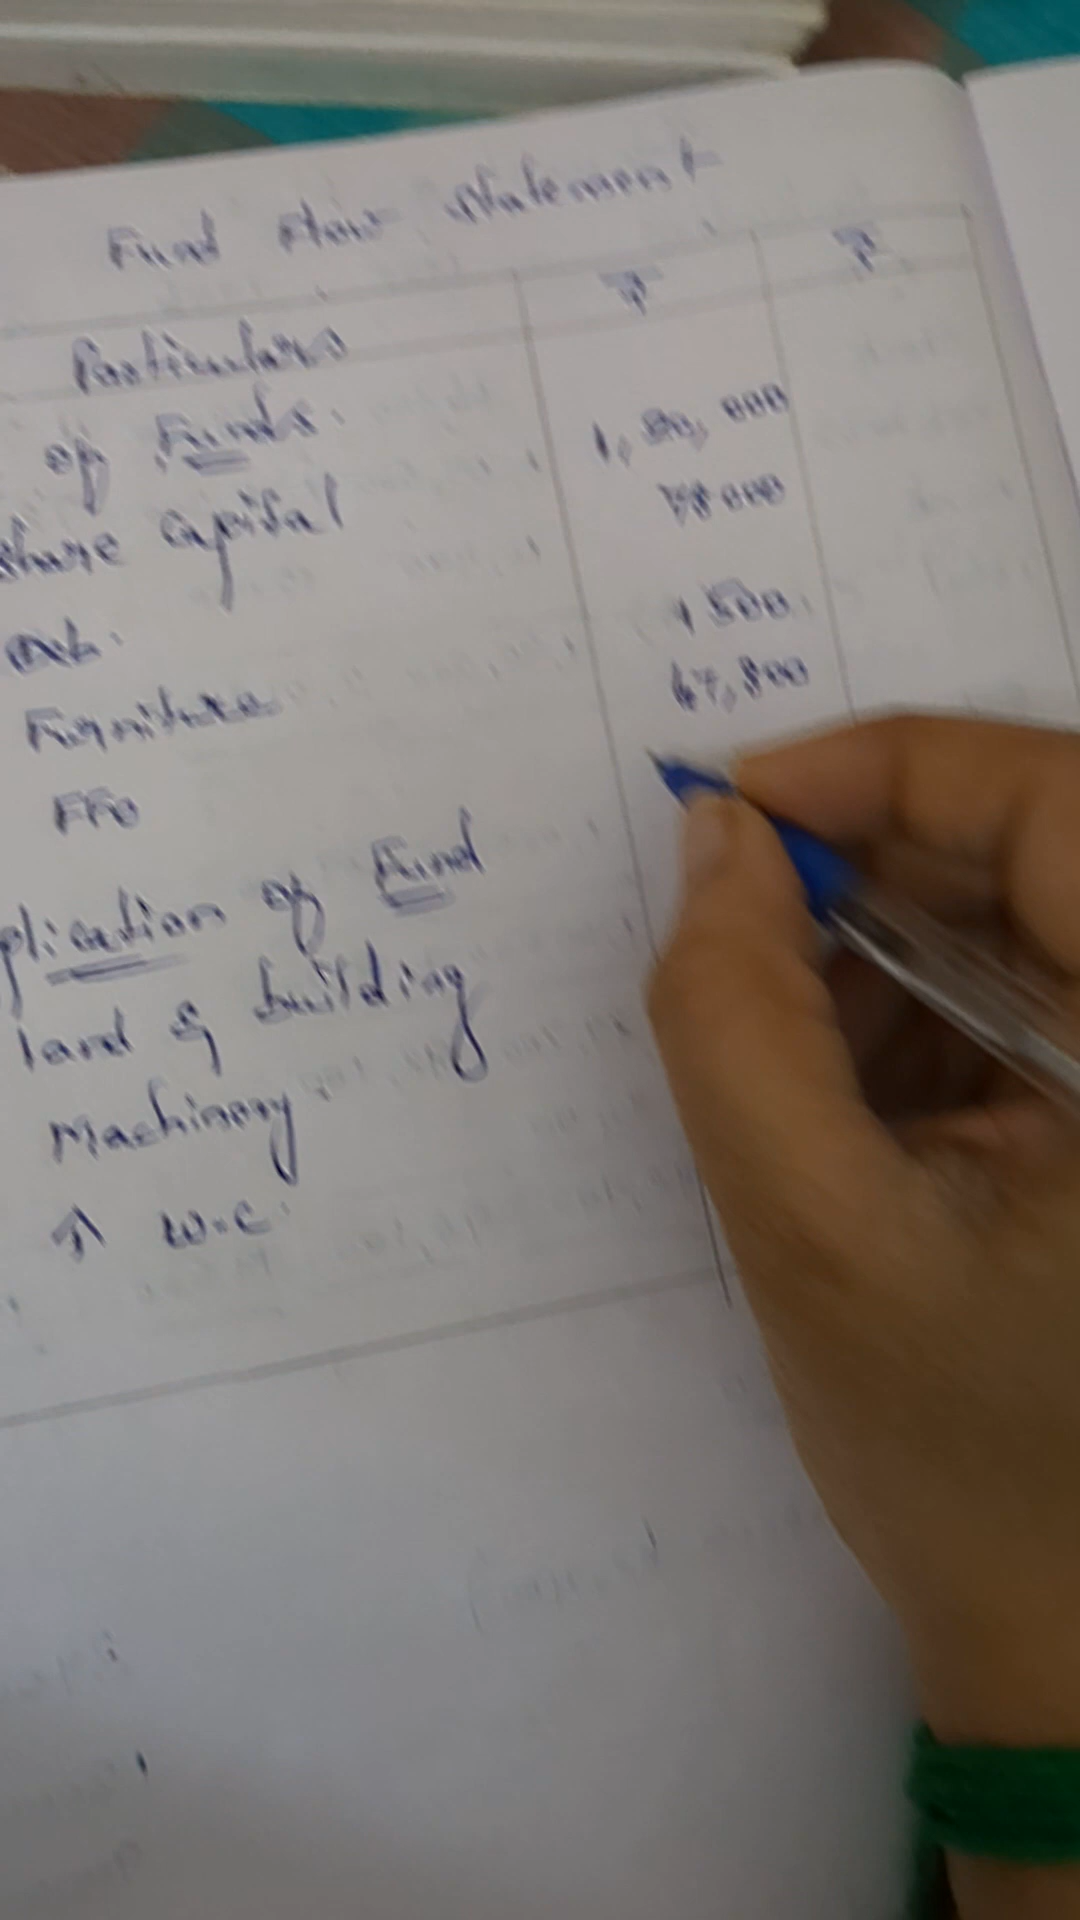 Fund Flow Statement
Particulars ₹ ₹
of Funds.
share capital 1,80,000
78000
Furniture 1500
FFO 67,800
plication of Fund
land & building
Machinery
↑ W.C